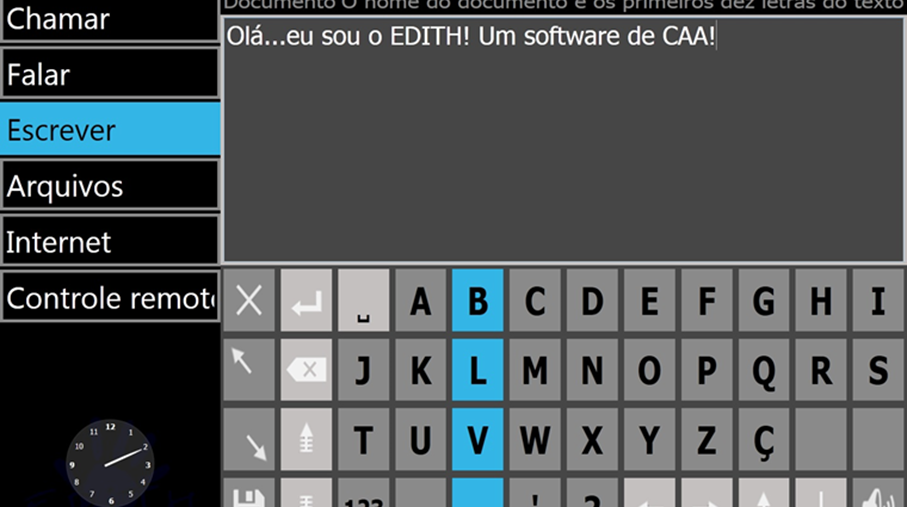 Chamar
Falar
Escrever
Arquivos
Internet
Controle remot
Documento O nome do documento e os primeiros dez letras do texto
Olá...eu sou o EDITH! Um software de CAA!
A B C D E F G H I
J K L M N O P Q R S
T U V W X Y Z Ç
123 ' ?
12 1 2 3 4 5 6 7 8 9 10 11